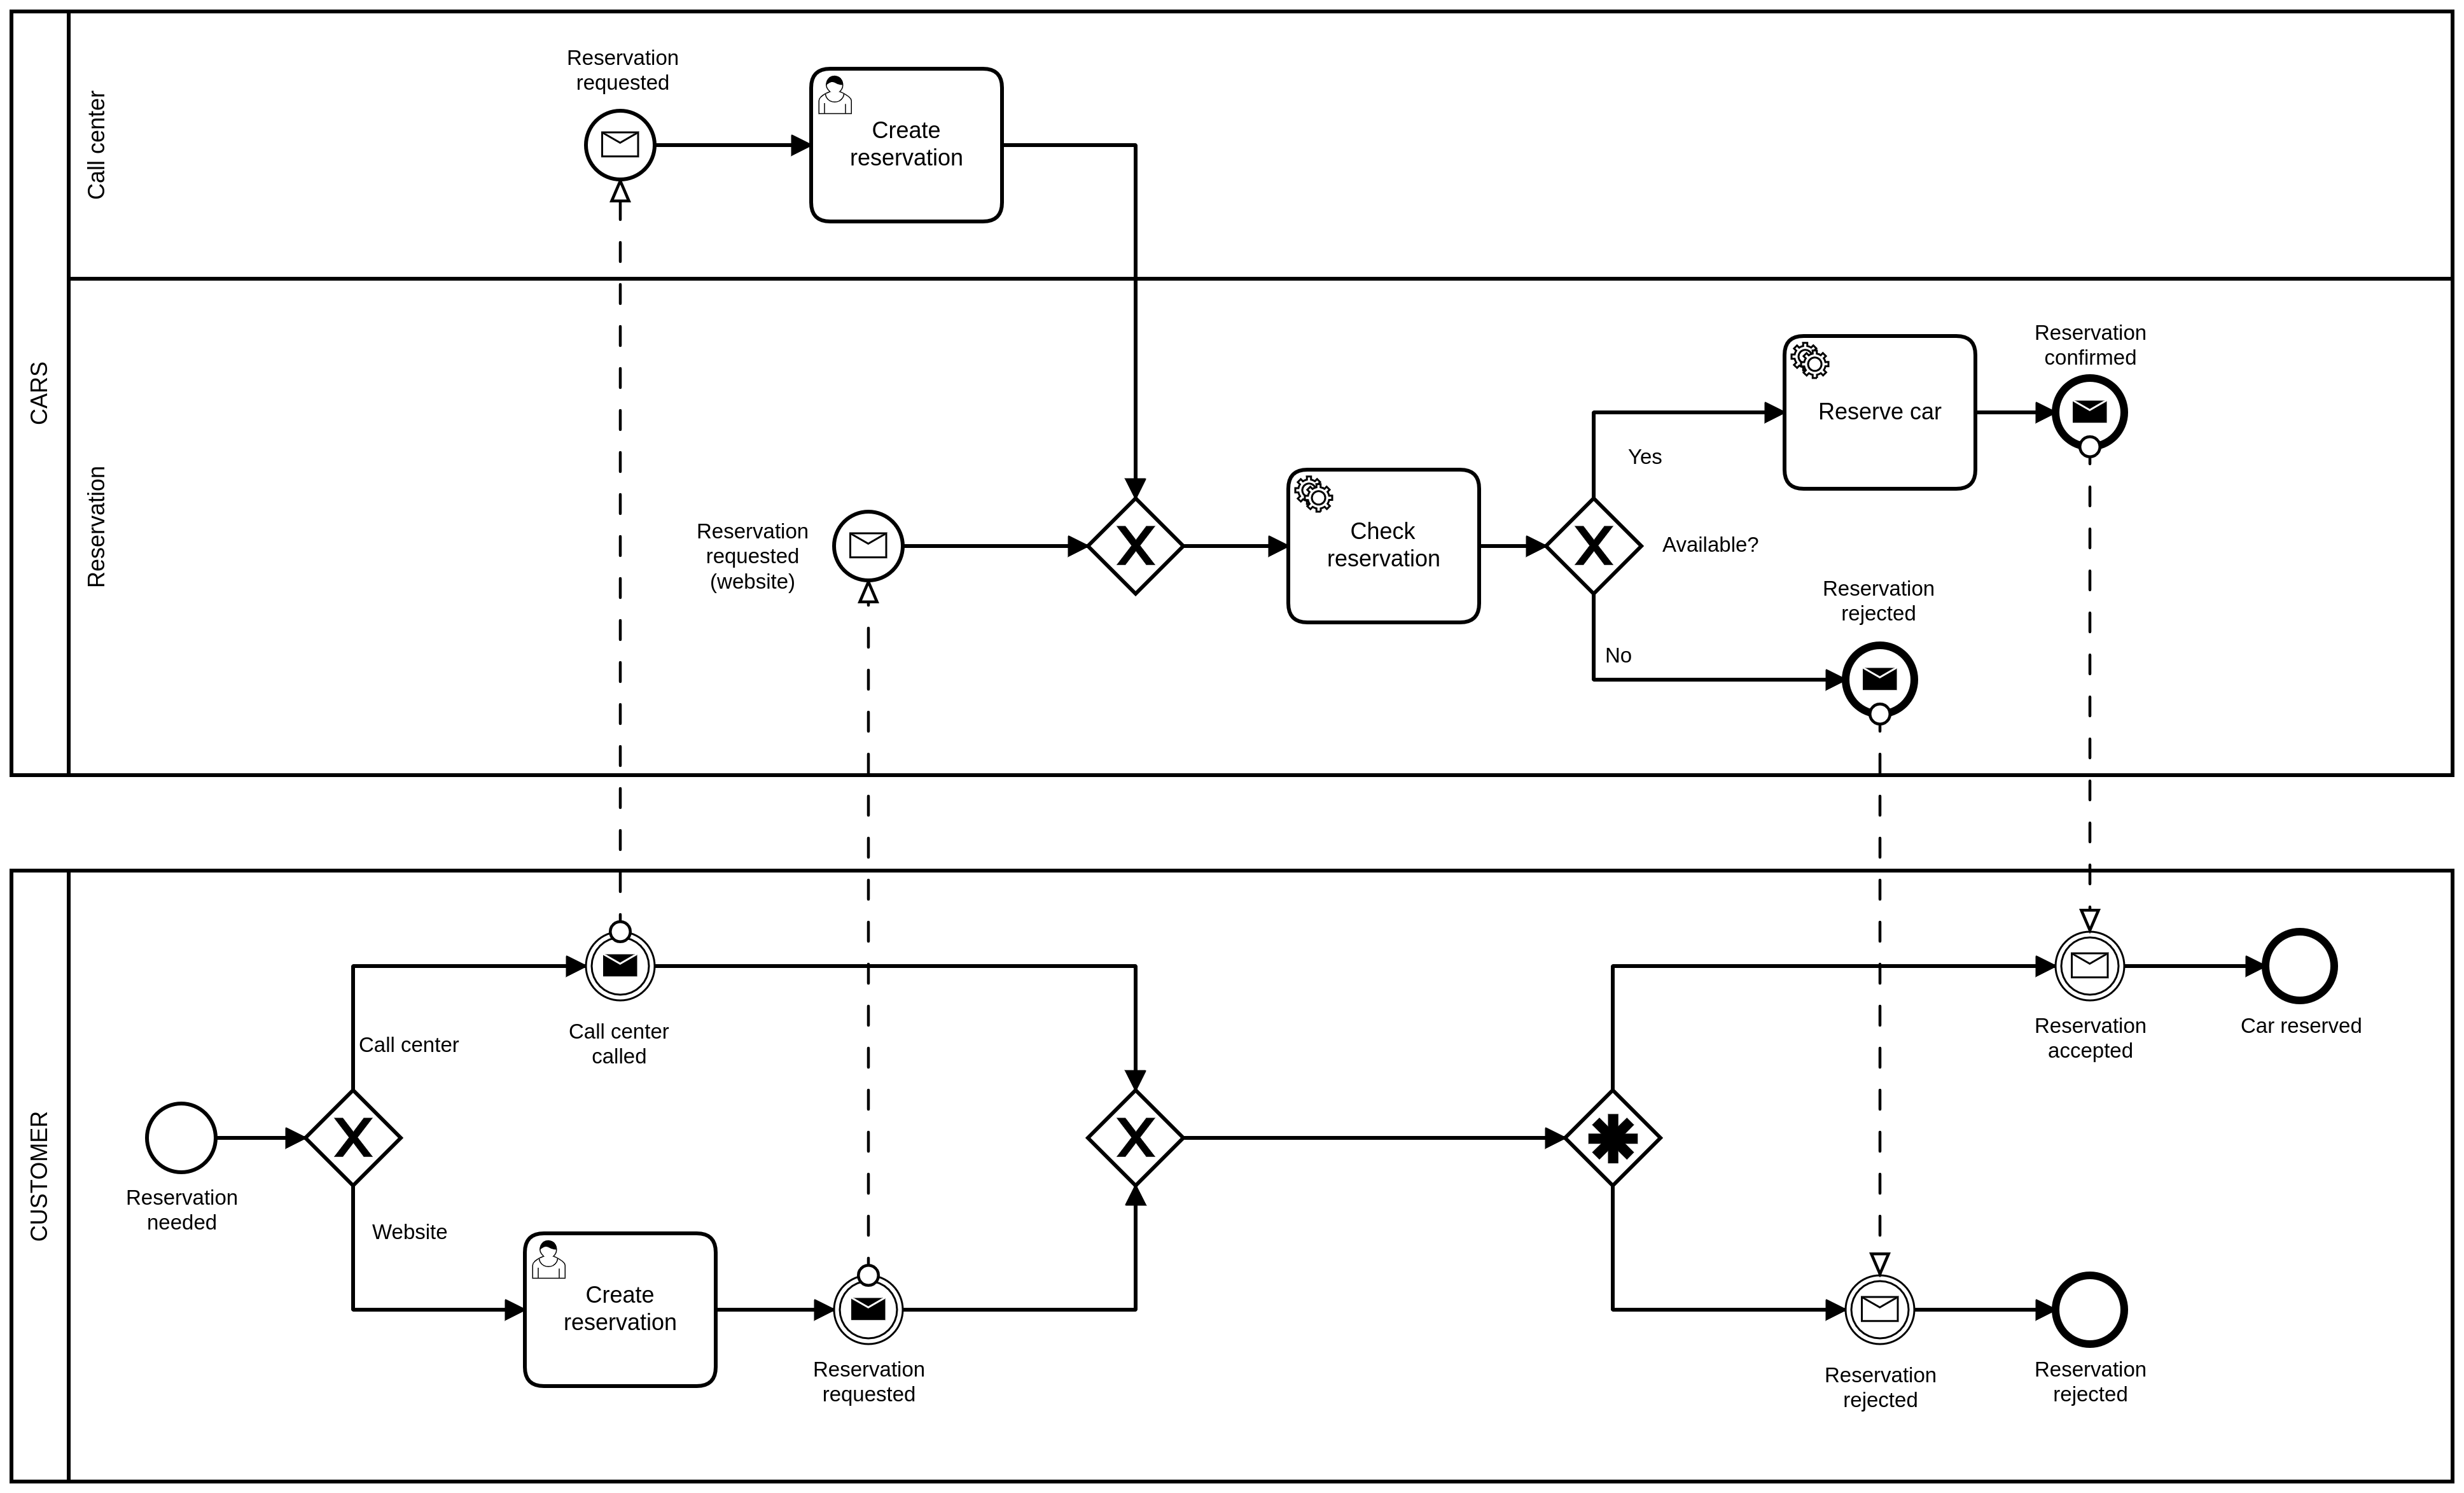 CARS
Call center
Reservation
requested
Create
reservation
Reservation
Reservation
requested
(website)
Check
reservation
Available?
Yes
No
Reserve car
Reservation
confirmed
Reservation
rejected
CUSTOMER
Reservation
needed
Call center
Website
Call center
called
Create
reservation
Reservation
requested
Reservation
accepted
Car reserved
Reservation
rejected
Reservation
rejected